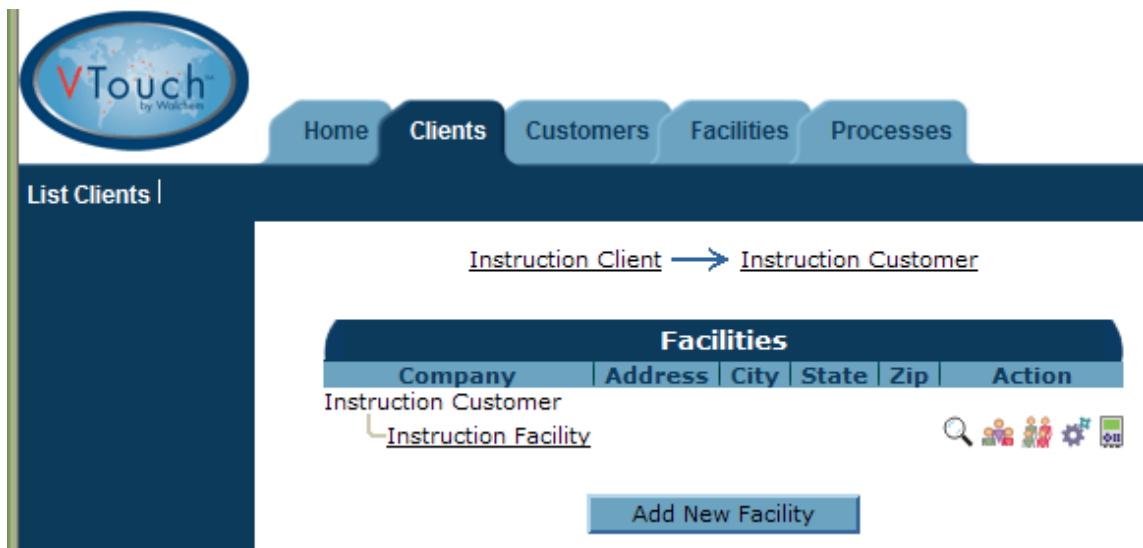 VTouch™
by Walchem
Home Clients Customers Facilities Processes
List Clients |
Instruction Client → Instruction Customer
Facilities
Company Address City State Zip Action
Instruction Customer
Instruction Facility
Add New Facility